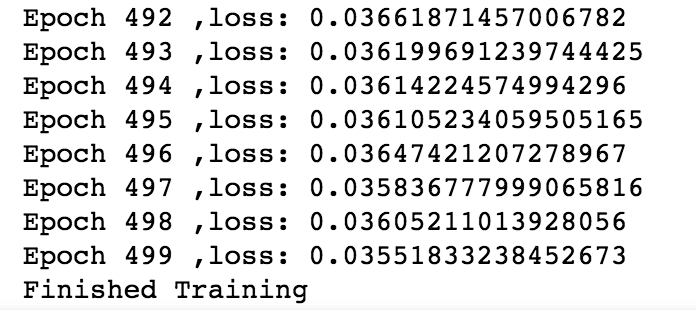 Epoch 492 ,loss: 0.03661871457006782
Epoch 493 ,loss: 0.036199691239744425
Epoch 494 ,loss: 0.03614224574994296
Epoch 495 ,loss: 0.036105234059505165
Epoch 496 ,loss: 0.03647421207278967
Epoch 497 ,loss: 0.035836777999065816
Epoch 498 ,loss: 0.03605211013928056
Epoch 499 ,loss: 0.03551833238452673
Finished Training